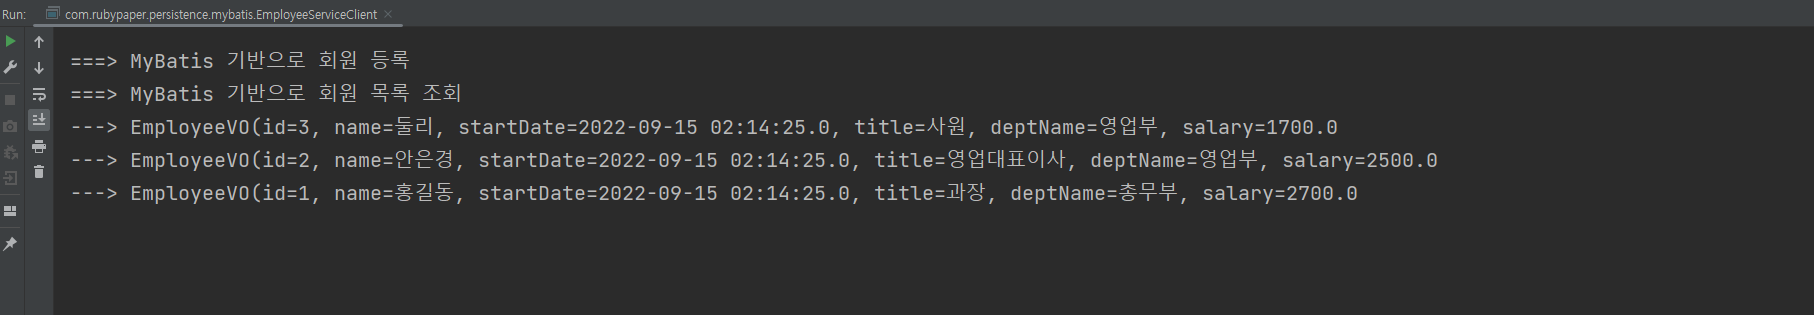 Run: com.rubypaper.persistence.mybatis.EmployeeServiceClient
===> MyBatis 기반으로 회원 등록
===> MyBatis 기반으로 회원 목록 조회
---> EmployeeVO(id=3, name=둘리, startDate=2022-09-15 02:14:25.0, title=사원, deptName=영업부, salary=1700.0
---> EmployeeVO(id=2, name=안은경, startDate=2022-09-15 02:14:25.0, title=영업대표이사, deptName=영업부, salary=2500.0
---> EmployeeVO(id=1, name=홍길동, startDate=2022-09-15 02:14:25.0, title=과장, deptName=총무부, salary=2700.0